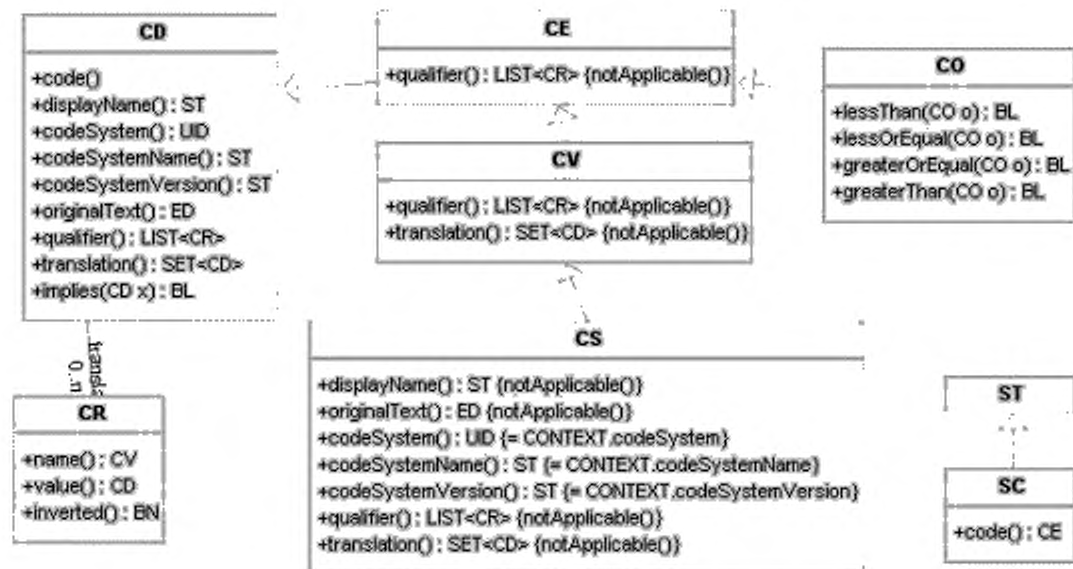 CD
+code()
+displayName() : ST
+codeSystem() : UID
+codeSystemName() : ST
+codeSystemVersion() : ST
+originalText() : ED
+qualifier() : LIST<CR>
+translation() : SET<CD>
+implies(CD x) : BL
CE
+qualifier() : LIST<CR> {notApplicable()}
CO
+lessThan(CO o) : BL
+lessOrEqual(CO o) : BL
+greaterOrEqual(CO o) : BL
+greaterThan(CO o) : BL
CV
+qualifier() : LIST<CR> {notApplicable()}
+translation() : SET<CD> {notApplicable()}
transla
0..n
CR
+name() : CV
+value() : CD
+inverted() : BN
CS
+displayName() : ST {notApplicable()}
+originalText() : ED {notApplicable()}
+codeSystem() : UID {= CONTEXT.codeSystem}
+codeSystemName() : ST {= CONTEXT.codeSystemName}
+codeSystemVersion() : ST {= CONTEXT.codeSystemVersion}
+qualifier() : LIST<CR> {notApplicable()}
+translation() : SET<CD> {notApplicable()}
ST
SC
+code() : CE